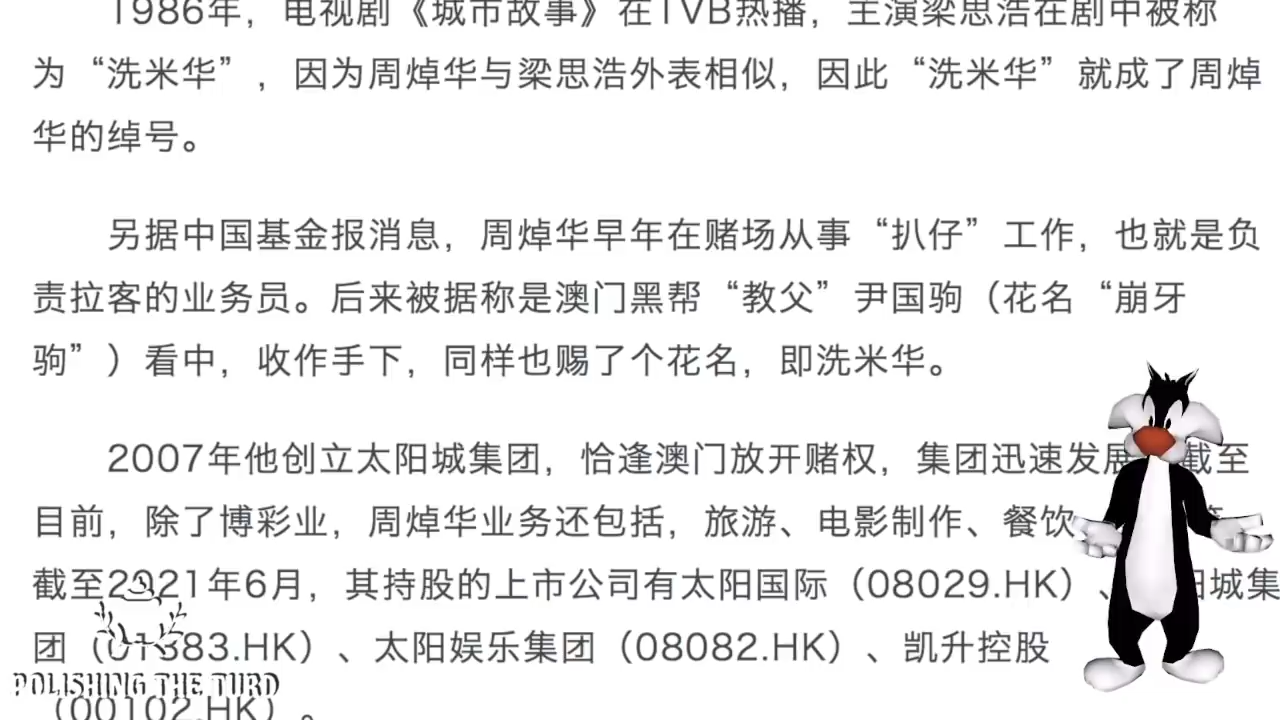 1986年，电视剧《城市故事》在TVB热播，主演梁思浩在剧中被称
为“洗米华”，因为周焯华与梁思浩外表相似，因此“洗米华”就成了周焯
华的绰号。
另据中国基金报消息，周焯华早年在赌场从事“扒仔”工作，也就是负
责拉客的业务员。后来被据称是澳门黑帮“教父”尹国驹（花名“崩牙
驹”）看中，收作手下，同样也赐了个花名，即洗米华。
2007年他创立太阳城集团，恰逢澳门放开赌权，集团迅速发展 截至
目前，除了博彩业，周焯华业务还包括，旅游、电影制作、餐饮
截至2021年6月，其持股的上市公司有太阳国际（08029.HK）、 阳城集
团（01383.HK）、太阳娱乐集团（08082.HK）、凯升控股
（00102.HK）。
POLISHING THE TURD